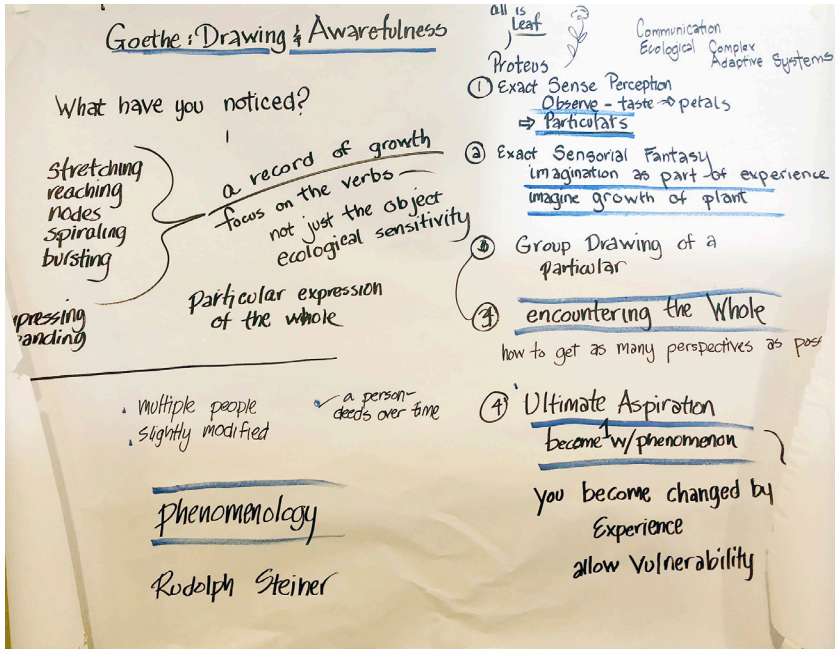 Goethe : Drawing & Awarefulness
What have you noticed?
stretching
reaching
nodes
spiraling
bursting
pressing
anding
a record of growth
focus on the verbs
not just the object
ecological sensitivity
particular expression
of the whole
multiple people
slightly modified
a person-
deeds over time
phenomenology
Rudolph Steiner
all is
Leaf
Proteus
Communication
Ecological Complex
Adaptive Systems
1 Exact Sense Perception
Observe - taste → petals
⇒ Particulars
2 Exact Sensorial Fantasy
imagination as part of experience
imagine growth of plant
Group Drawing of a
particular
encountering the Whole
how to get as many perspectives as poss
4 Ultimate Aspiration
become 1 w/phenomenon
you become changed by
Experience
allow Vulnerability